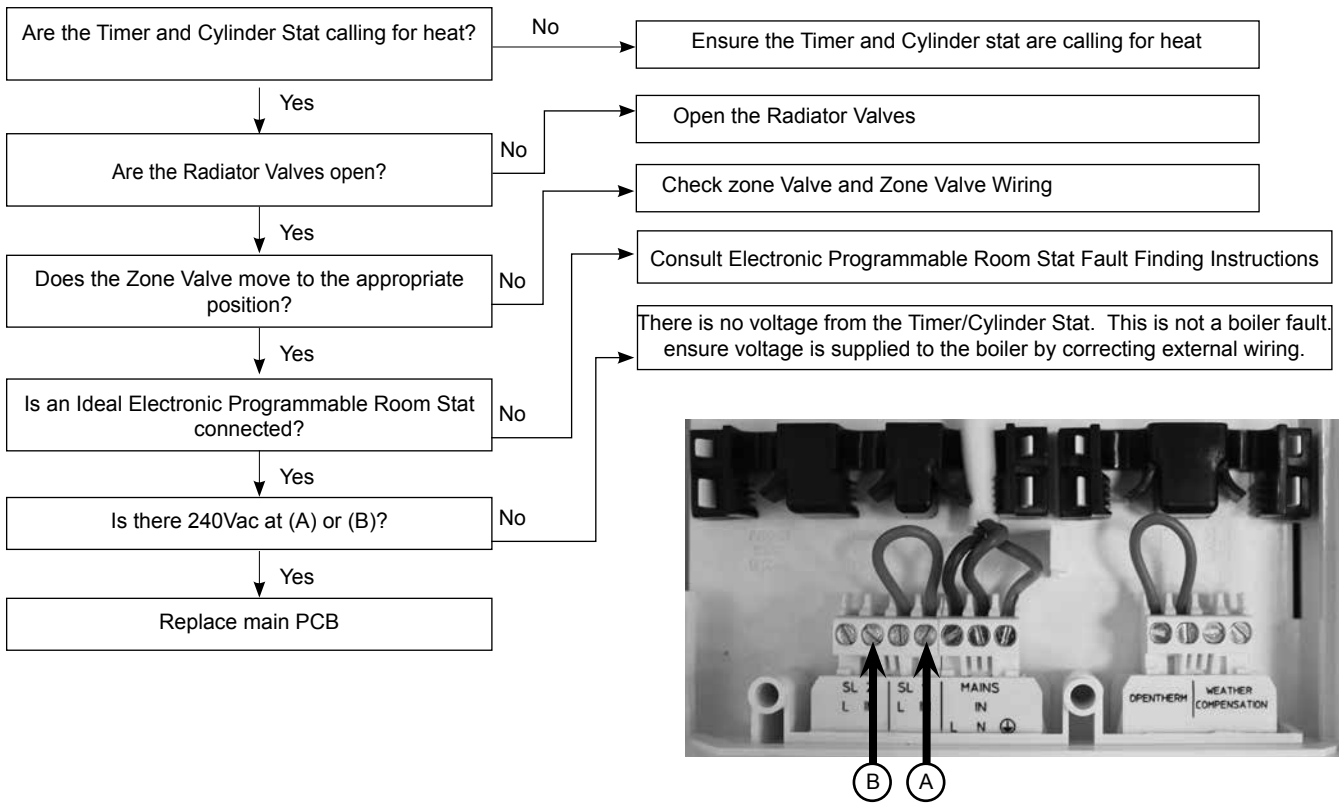 Are the Timer and Cylinder Stat calling for heat?
No
Ensure the Timer and Cylinder stat are calling for heat
Yes
Are the Radiator Valves open?
No
Open the Radiator Valves
Yes
Does the Zone Valve move to the appropriate
position?
No
Check zone Valve and Zone Valve Wiring
Yes
Is an Ideal Electronic Programmable Room Stat
connected?
No
Consult Electronic Programmable Room Stat Fault Finding Instructions
Yes
Is there 240Vac at (A) or (B)?
No
There is no voltage from the Timer/Cylinder Stat. This is not a boiler fault.
ensure voltage is supplied to the boiler by correcting external wiring.
Yes
Replace main PCB
SL
SL
MAINS
L
L
IN
L N
OPENTHERM
WEATHER
COMPENSATION
B
A